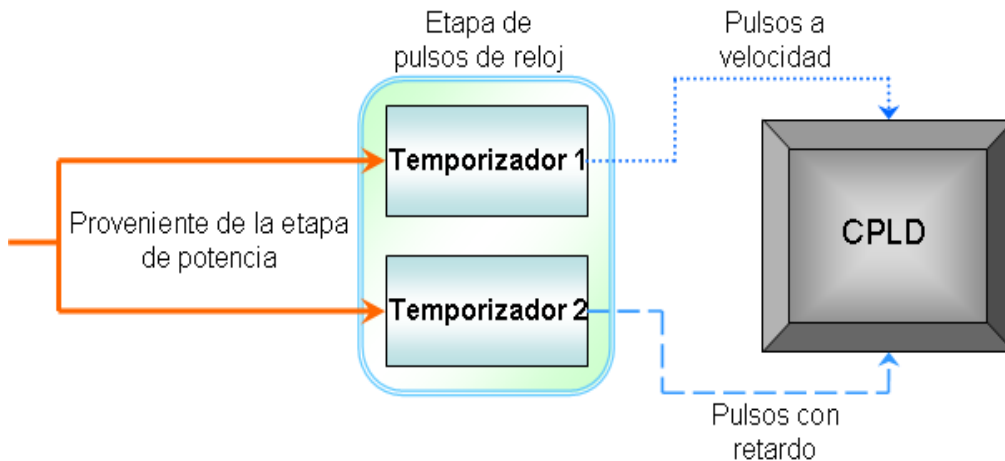 Etapa de
pulsos de reloj
Pulsos a
velocidad
Temporizador 1
Proveniente de la etapa
de potencia
CPLD
Temporizador 2
Pulsos con
retardo